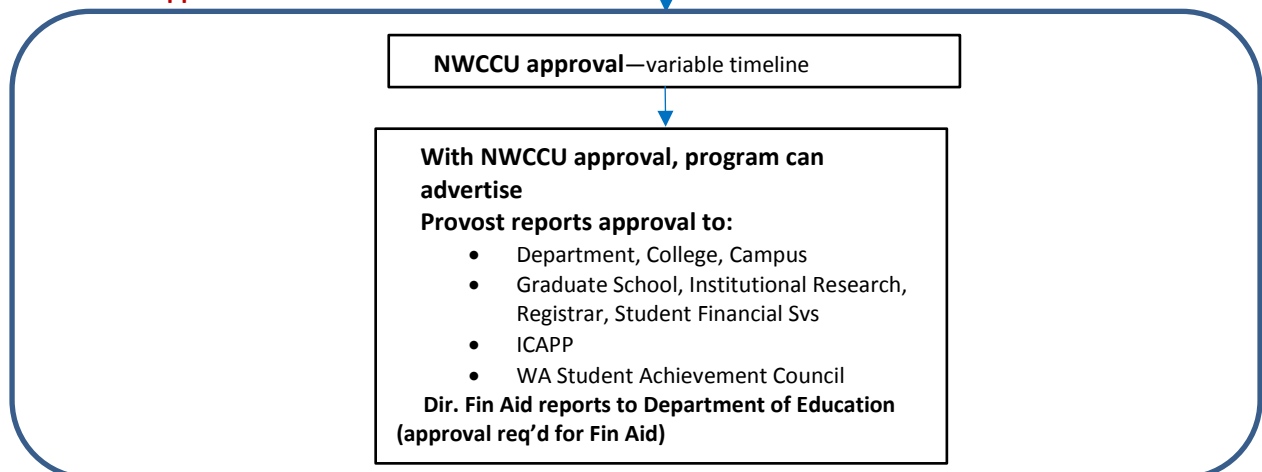 NWCCU approval—variable timeline
With NWCCU approval, program can
advertise
Provost reports approval to:
• Department, College, Campus
• Graduate School, Institutional Research,
Registrar, Student Financial Svs
• ICAPP
• WA Student Achievement Council
Dir. Fin Aid reports to Department of Education
(approval req’d for Fin Aid)